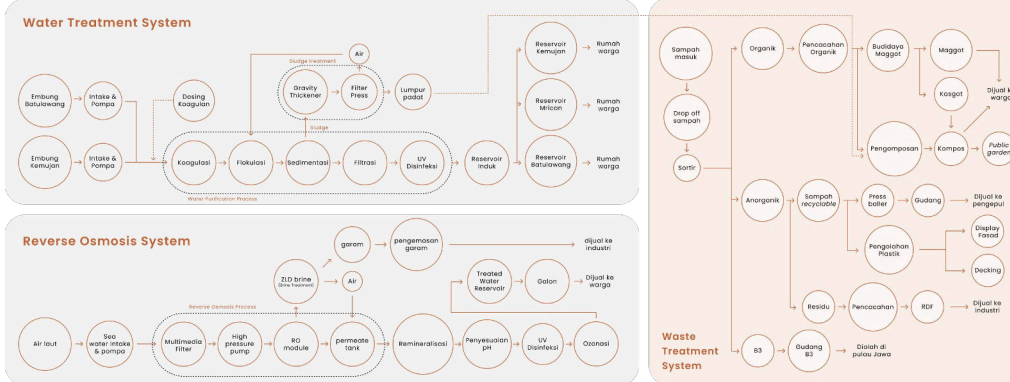 Water Treatment System
Embung
Batulawang
Intake &
Pompa
Dosing
Koagulan
Embung
Kemujan
Intake &
Pompa
Koagulasi
Flokulasi
Sedimentasi
Filtrasi
UV
Disinfeksi
Water Purification Process
Sludge
Sludge treatment
Gravity
Thickener
Filter
Press
Air
Lumpur
padat
Reservoir
Induk
Reservoir
Kemujan
Rumah
warga
Reservoir
Mrican
Rumah
warga
Reservoir
Batulawang
Rumah
warga
Reverse Osmosis System
Air laut
Sea
water intake
& pompa
Reverse Osmosis Process
Multimedia
Filter
High
pressure
pump
RO
module
permeate
tank
ZLD brine
(Brine Treatment)
garam
pengemasan
garam
dijual ke
industri
Air
Remineralisasi
Penyesuaian
pH
UV
Disinfeksi
Ozonasi
Treated
Water
Reservoir
Galon
Dijual ke
warga
Waste
Treatment
System
Sampah
masuk
Drop off
sampah
Sortir
Organik
Pencacahan
Organik
Budidaya
Maggot
Maggot
Kasgot
Dijual k
warga
Pengomposan
Kompos
Public
garden
Anorganik
Sampah
recyclable
Press
baller
Gudang
Dijual ke
pengepul
Pengolahan
Plastik
Display
Fasad
Decking
Residu
Pencacahan
RDF
Dijual ke
industri
B3
Gudang
B3
Diolah di
pulau Jawa